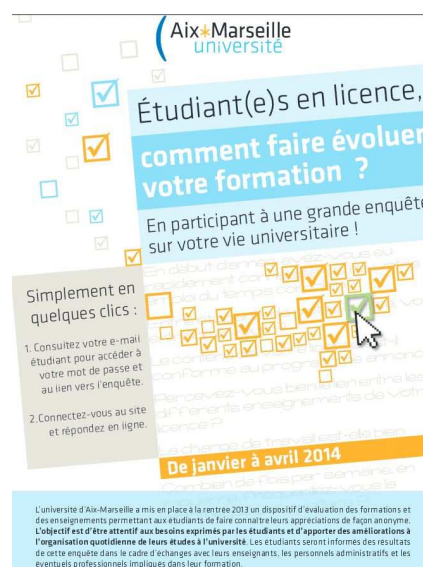 Aix*Marseille
université
Étudiant(e)s en licence,
comment faire évoluer
votre formation ?
En participant à une grande enquête
sur votre vie universitaire !
Simplement en
quelques clics :
1. Consultez votre e-mail
étudiant pour accéder à
votre mot de passe et
au lien vers l'enquête.
2.Connectez-vous au site
et répondez en ligne.
De janvier à avril 2014
L'université d'Aix-Marseille a mis en place à la rentrée 2013 un dispositif d'évaluation des formations et
des enseignements permettant aux étudiants de faire connaître leurs appréciations de façon anonyme.
L'objectif est d'être attentif aux besoins exprimés par les étudiants et d'apporter des améliorations à
l'organisation quotidienne de leurs études à l'université. Les étudiants seront informés des résultats
de cette enquête dans le cadre d'échanges avec leurs enseignants, les personnels administratifs et les
éventuels professionnels impliqués dans leur formation.